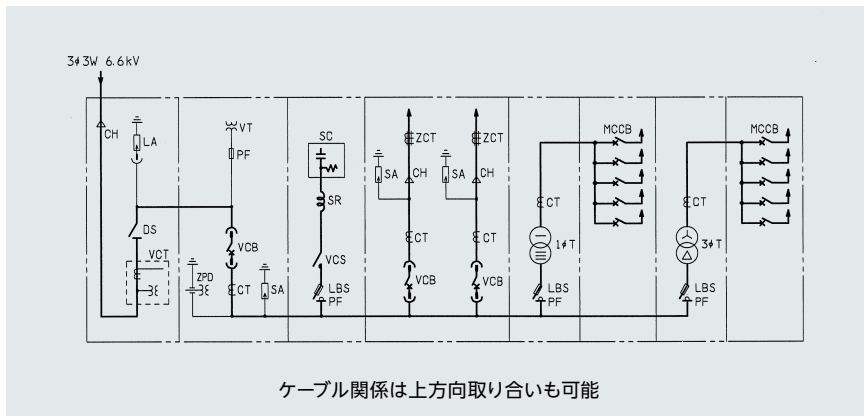 3φ3W 6.6kV
CH
LA
DS
VCT
VT
PF
VCB
ZPD
CT
SA
SC
SR
VCS
LBS
PF
ZCT
SA
CH
CT
VCB
ZCT
SA
CH
CT
VCB
CT
1φT
LBS
PF
MCCB
CT
3φT
LBS
PF
MCCB
ケーブル関係は上方向取り合いも可能